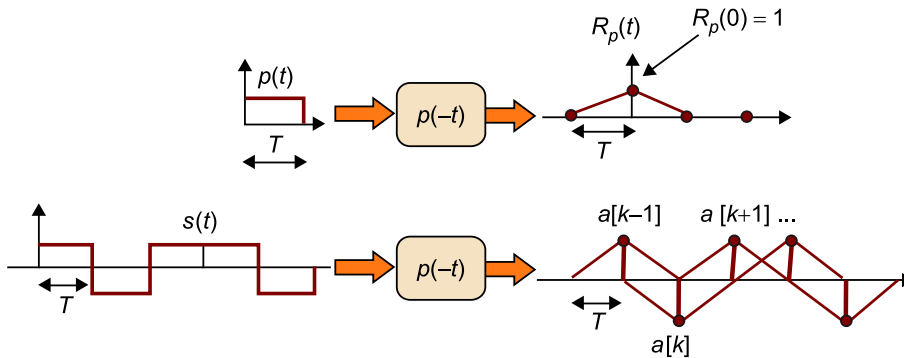 R_p(t)
R_p(0) = 1
p(t)
p(–t)
T
T
s(t)
a[k–1]
a [k+1] ...
p(–t)
T
T
a[k]